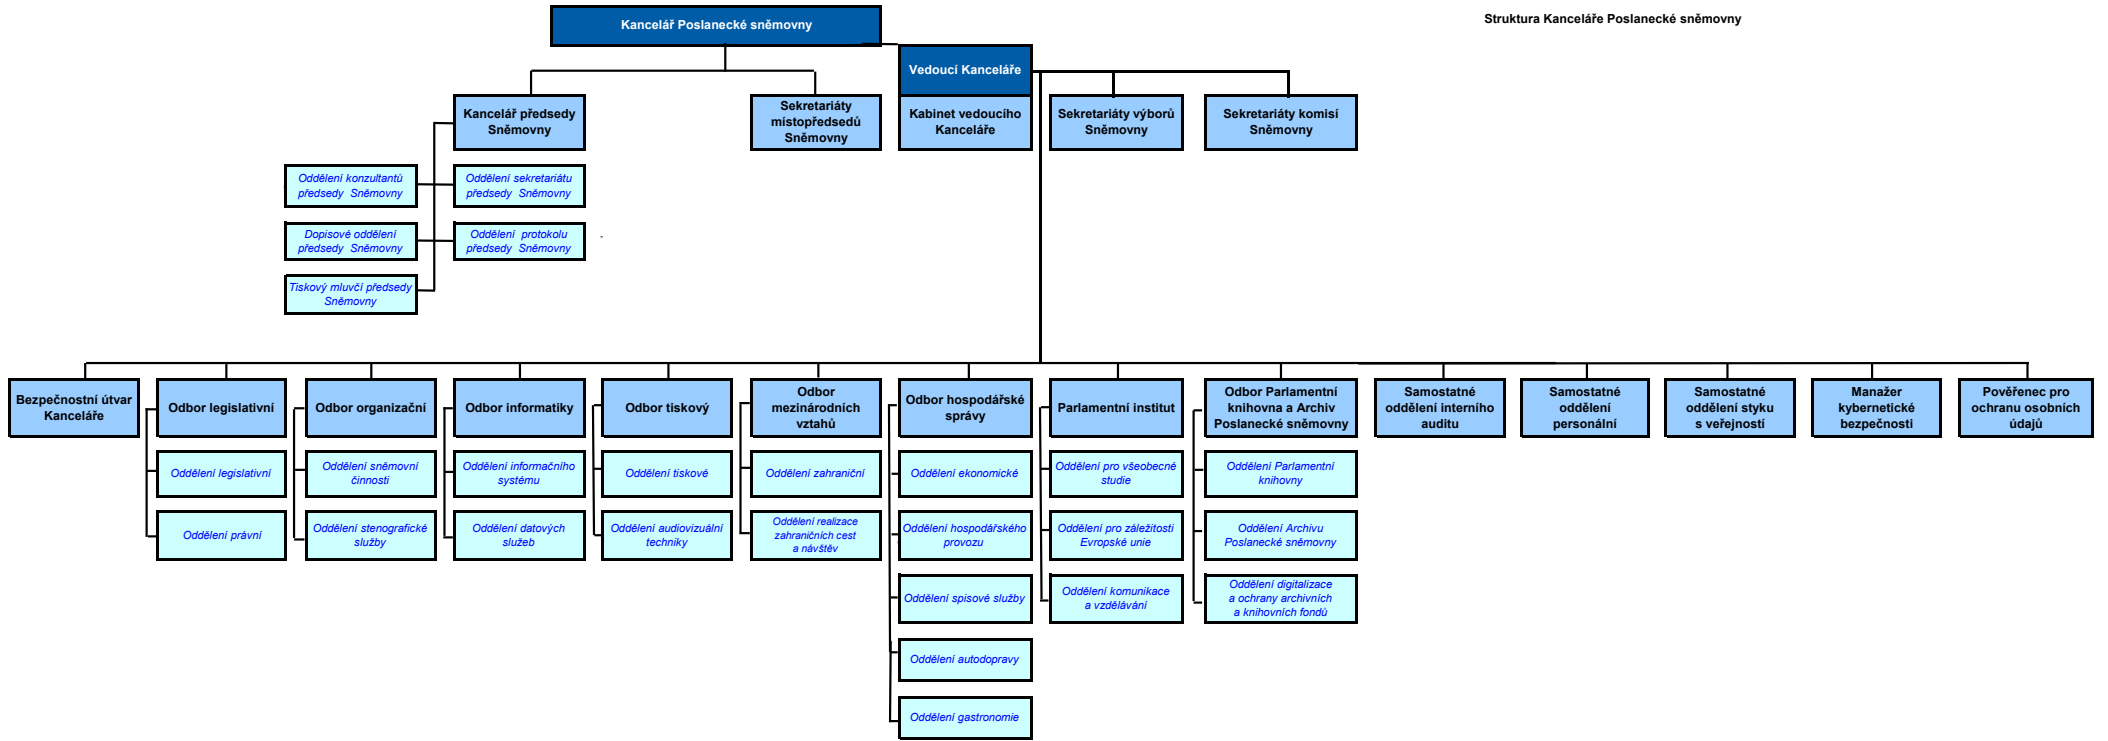 Kancelář Poslanecké sněmovny
Struktura Kanceláře Poslanecké sněmovny
Vedoucí Kanceláře
Kancelář předsedy
Sněmovny
Sekretariáty
místopředsedů
Sněmovny
Kabinet vedoucího
Kanceláře
Sekretariáty výborů
Sněmovny
Sekretariáty komisí
Sněmovny
Oddělení konzultantů
předsedy Sněmovny
Oddělení sekretariátu
předsedy Sněmovny
Dopisové oddělení
předsedy Sněmovny
Oddělení protokolu
předsedy Sněmovny
Tiskový mluvčí předsedy
Sněmovny
Bezpečnostní útvar
Kanceláře
Odbor legislativní
Odbor organizační
Odbor informatiky
Odbor tiskový
Odbor
mezinárodních
vztahů
Odbor hospodářské
správy
Parlamentní institut
Odbor Parlamentní
knihovna a Archiv
Poslanecké sněmovny
Samostatné
oddělení interního
auditu
Samostatné
oddělení
personální
Samostatné
oddělení styku
s veřejností
Manažer
kybernetické
bezpečnosti
Pověřenec pro
ochranu osobních
údajů
Oddělení legislativní
Oddělení sněmovní
činnosti
Oddělení informačního
systému
Oddělení tiskové
Oddělení zahraniční
Oddělení ekonomické
Oddělení pro všeobecné
studie
Oddělení Parlamentní
knihovny
Oddělení právní
Oddělení stenografické
služby
Oddělení datových
služeb
Oddělení audiovizuální
techniky
Oddělení realizace
zahraničních cest
a návštěv
Oddělení hospodářského
provozu
Oddělení pro záležitosti
Evropské unie
Oddělení Archivu
Poslanecké sněmovny
Oddělení spisové služby
Oddělení komunikace
a vzdělávání
Oddělení digitalizace
a ochrany archivních
a knihovních fondů
Oddělení autodopravy
Oddělení gastronomie